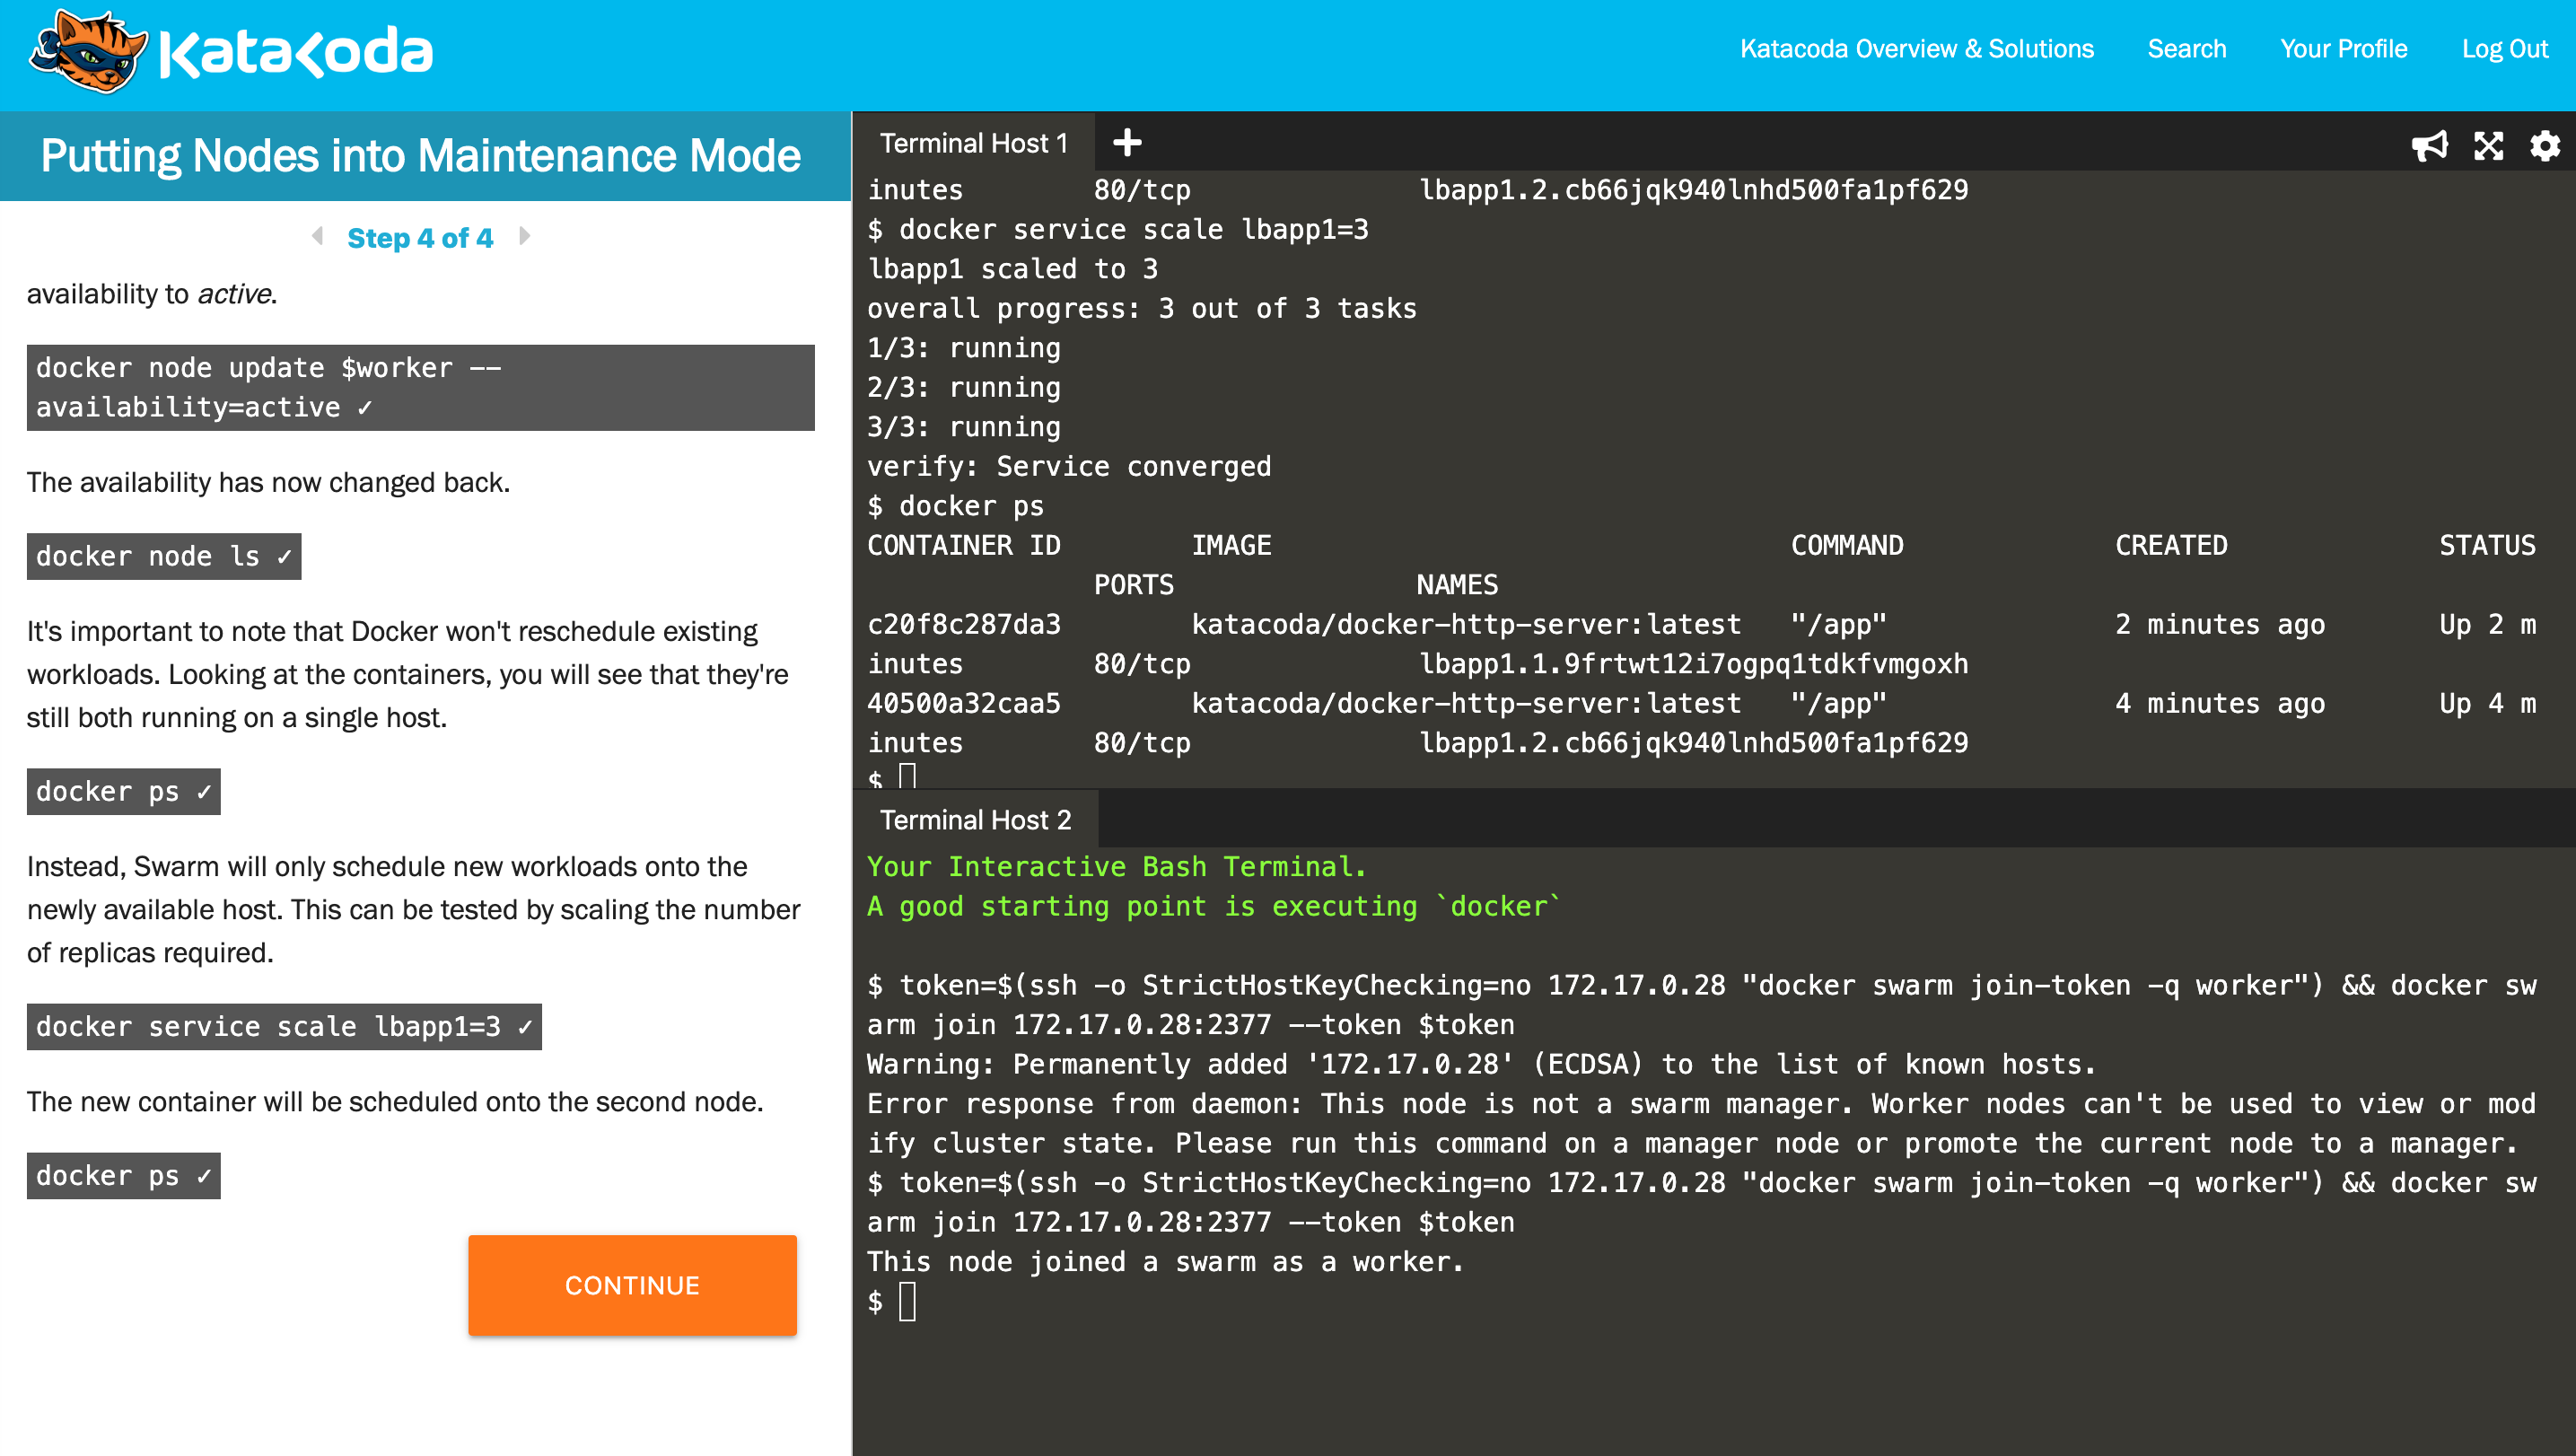 KataKoda
Katacoda Overview & Solutions
Search
Your Profile
Log Out
Putting Nodes into Maintenance Mode
Step 4 of 4
availability to active.
docker node update $worker --
availability=active ✓
The availability has now changed back.
docker node ls ✓
It's important to note that Docker won't reschedule existing
workloads. Looking at the containers, you will see that they're
still both running on a single host.
docker ps ✓
Instead, Swarm will only schedule new workloads onto the
newly available host. This can be tested by scaling the number
of replicas required.
docker service scale lbapp1=3 ✓
The new container will be scheduled onto the second node.
docker ps ✓
CONTINUE
Terminal Host 1
inutes        80/tcp              lbapp1.2.cb66jqk940lnhd500fa1pf629
$ docker service scale lbapp1=3
lbapp1 scaled to 3
overall progress: 3 out of 3 tasks
1/3: running
2/3: running
3/3: running
verify: Service converged
$ docker ps
CONTAINER ID        IMAGE                                COMMAND             CREATED             STATUS
              PORTS               NAMES
c20f8c287da3        katacoda/docker-http-server:latest   "/app"              2 minutes ago       Up 2 m
inutes        80/tcp              lbapp1.1.9frtwt12i7ogpq1tdkfvmgoxh
40500a32caa5        katacoda/docker-http-server:latest   "/app"              4 minutes ago       Up 4 m
inutes        80/tcp              lbapp1.2.cb66jqk940lnhd500fa1pf629
$
Terminal Host 2
Your Interactive Bash Terminal.
A good starting point is executing `docker`
$ token=$(ssh -o StrictHostKeyChecking=no 172.17.0.28 "docker swarm join-token -q worker") && docker sw
arm join 172.17.0.28:2377 --token $token
Warning: Permanently added '172.17.0.28' (ECDSA) to the list of known hosts.
Error response from daemon: This node is not a swarm manager. Worker nodes can't be used to view or mod
ify cluster state. Please run this command on a manager node or promote the current node to a manager.
$ token=$(ssh -o StrictHostKeyChecking=no 172.17.0.28 "docker swarm join-token -q worker") && docker sw
arm join 172.17.0.28:2377 --token $token
This node joined a swarm as a worker.
$